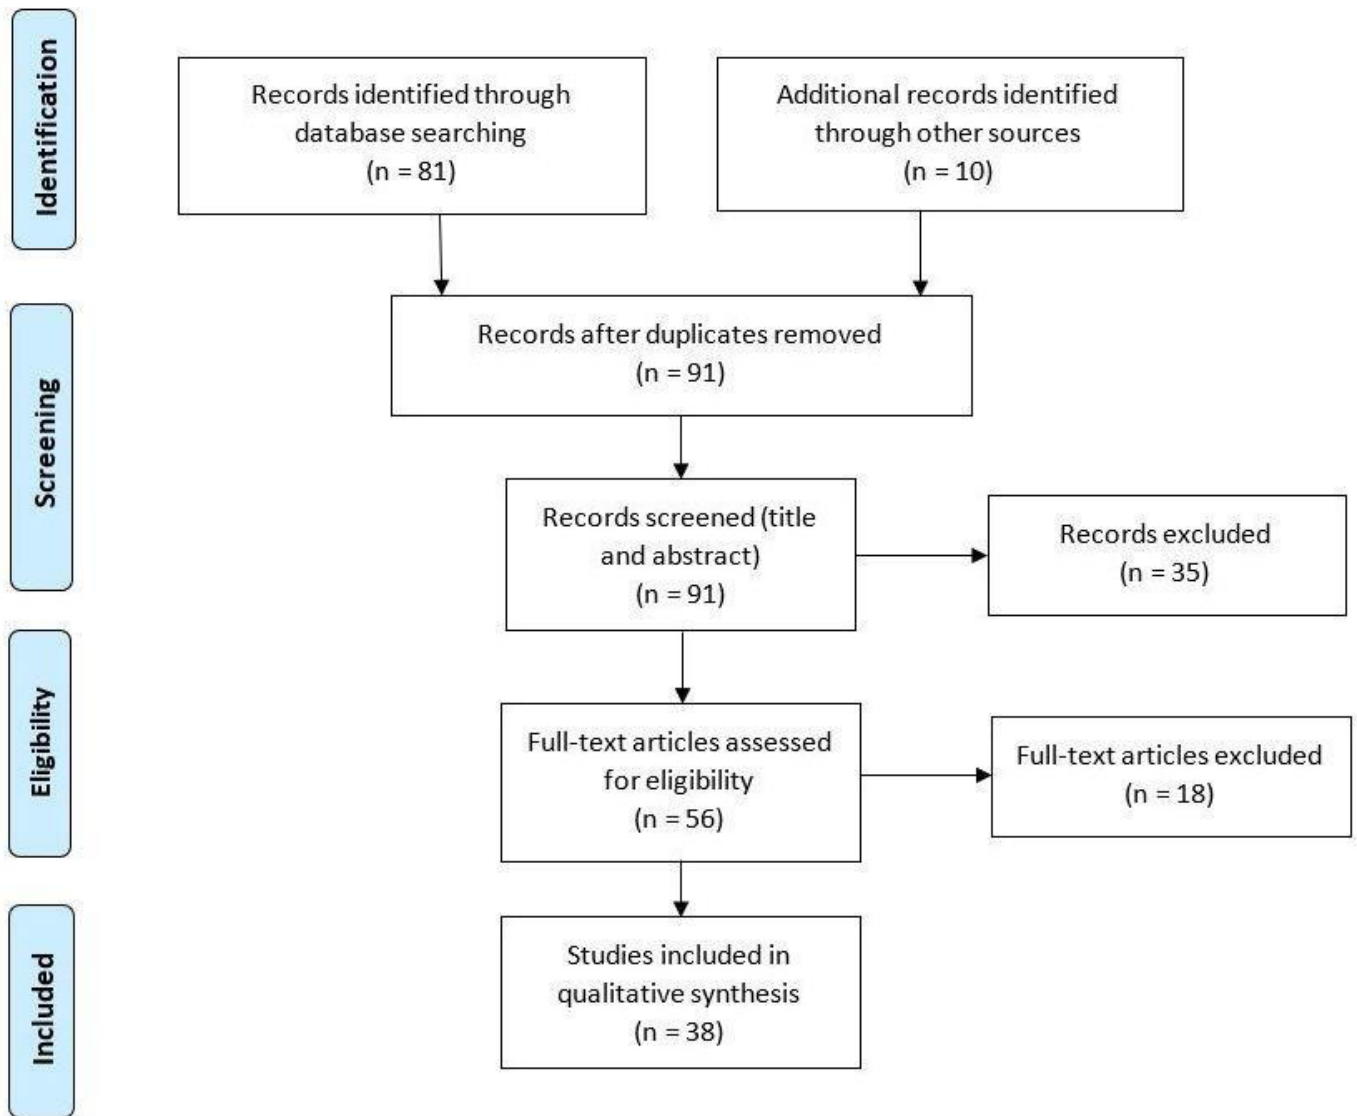 Identification
Records identified through
database searching
(n = 81)
Additional records identified
through other sources
(n = 10)
Screening
Records after duplicates removed
(n = 91)
Records screened (title
and abstract)
(n = 91)
Records excluded
(n = 35)
Eligibility
Full-text articles assessed
for eligibility
(n = 56)
Full-text articles excluded
(n = 18)
Included
Studies included in
qualitative synthesis
(n = 38)